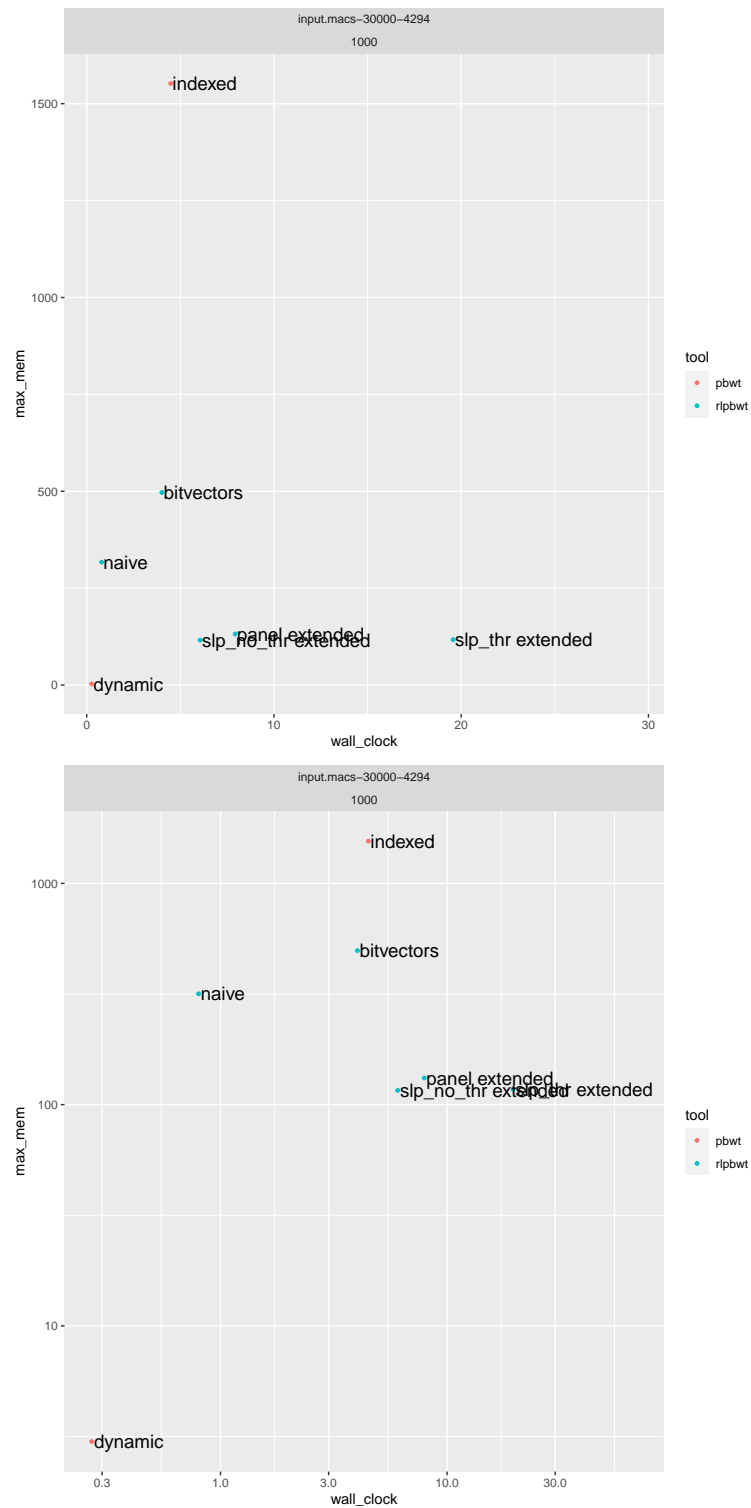 input.macs−30000−4294
1000
indexed
1500
1000
max_mem
tool
pbwt
rlpbwt
500
bitvectors
naive
panel extended
slp_no_thr extended
slp_thr extended
0
dynamic
0
10
20
30
wall_clock
input.macs−30000−4294
1000
indexed
1000
bitvectors
naive
panel extended
slp_no_thr extended
slp_thr extended
100
max_mem
tool
pbwt
rlpbwt
10
dynamic
0.3
1.0
3.0
10.0
30.0
wall_clock